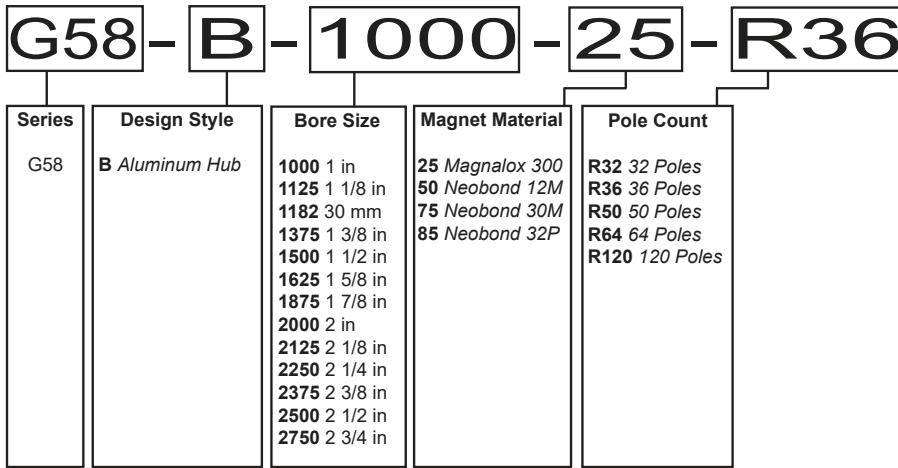 G58-B-1000-25-R36
Series
G58
Design Style
B Aluminum Hub
Bore Size
1000 1 in
1125 1 1/8 in
1182 30 mm
1375 1 3/8 in
1500 1 1/2 in
1625 1 5/8 in
1875 1 7/8 in
2000 2 in
2125 2 1/8 in
2250 2 1/4 in
2375 2 3/8 in
2500 2 1/2 in
2750 2 3/4 in
Magnet Material
25 Magnalox 300
50 Neobond 12M
75 Neobond 30M
85 Neobond 32P
Pole Count
R32 32 Poles
R36 36 Poles
R50 50 Poles
R64 64 Poles
R120 120 Poles